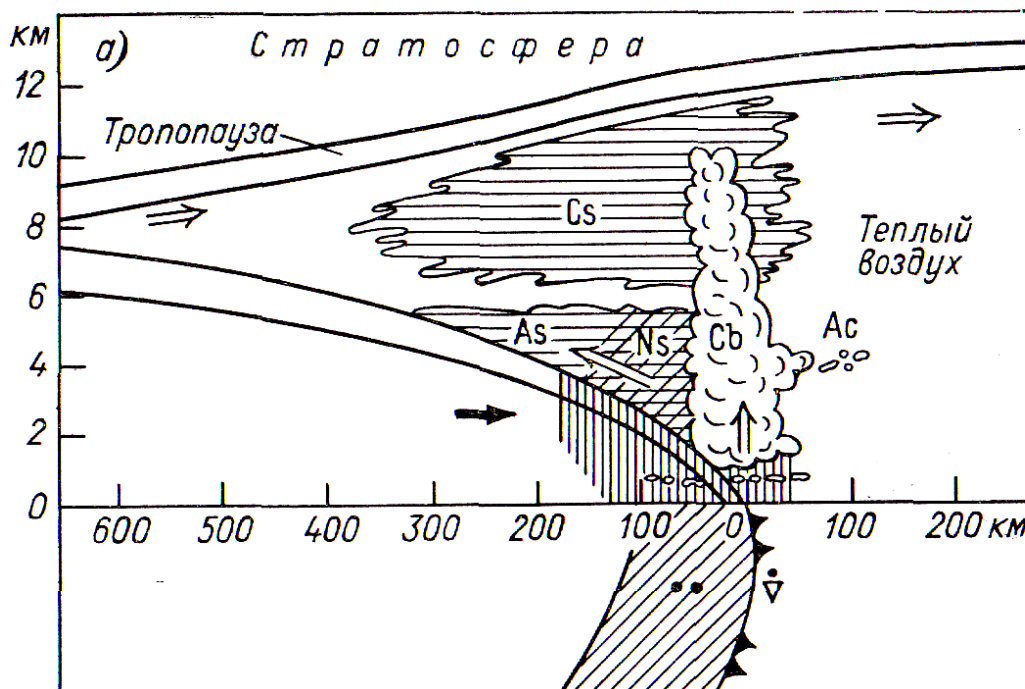 км
а) Стратосфера
12
Тропопауза
10
8
Cs
Теплый
воздух
6
As
Ns
Cb
Ac
4
2
0
600 500 400 300 200 100 0 100 200 км